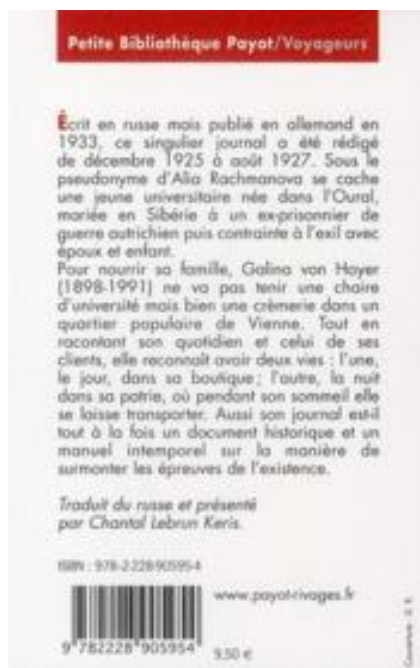 Petite Bibliothèque Payot/Voyageurs
Écrit en russe mais publié en allemand en
1933, ce singulier journal a été rédigé
de décembre 1925 à août 1927. Sous le
pseudonyme d'Alia Rachmanova se cache
une jeune universitaire née dans l'Oural,
mariée en Sibérie à un ex-prisonnier de
guerre autrichien puis contrainte à l'exil avec
époux et enfant.
Pour nourrir sa famille, Galina von Hoyer
(1898-1991) ne va pas tenir une chaire
d'université mais bien une crèmerie dans un
quartier populaire de Vienne. Tout en
racontant son quotidien et celui de ses
clients, elle reconnaît avoir deux vies : l'une,
le jour, dans sa boutique ; l'autre, la nuit
dans sa patrie, où pendant son sommeil elle
se laisse transporter. Aussi son journal est-il
tout à la fois un document historique et un
manuel intemporel sur la manière de
surmonter les épreuves de l'existence.
Traduit du russe et présenté
par Chantal Lebrun Keris.
ISBN : 978-2-228-90595-4
www.payot-rivages.fr
9 782228 905954
9,50 €